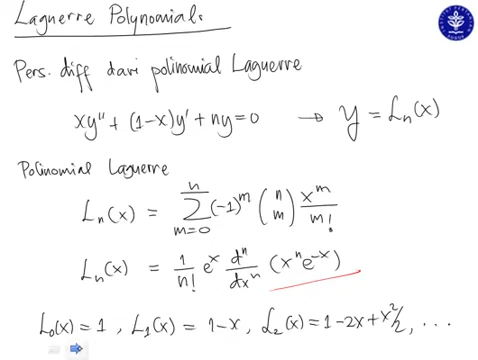 Laguerre Polynomials
Pers. diff dari polinomial Laguerre
xy" + (1-x)y' + ny = 0 → y = Lₙ(x)
Polinomial Laguerre
Lₙ(x) = ∑_{m=0}^{n} (-1)^m (n m) x^m/m!
Lₙ(x) = 1/n! e^x d^n/dx^n (x^n e^{-x})
L₀(x) = 1, L₁(x) = 1-x, L₂(x) = 1-2x+x²/2, ...